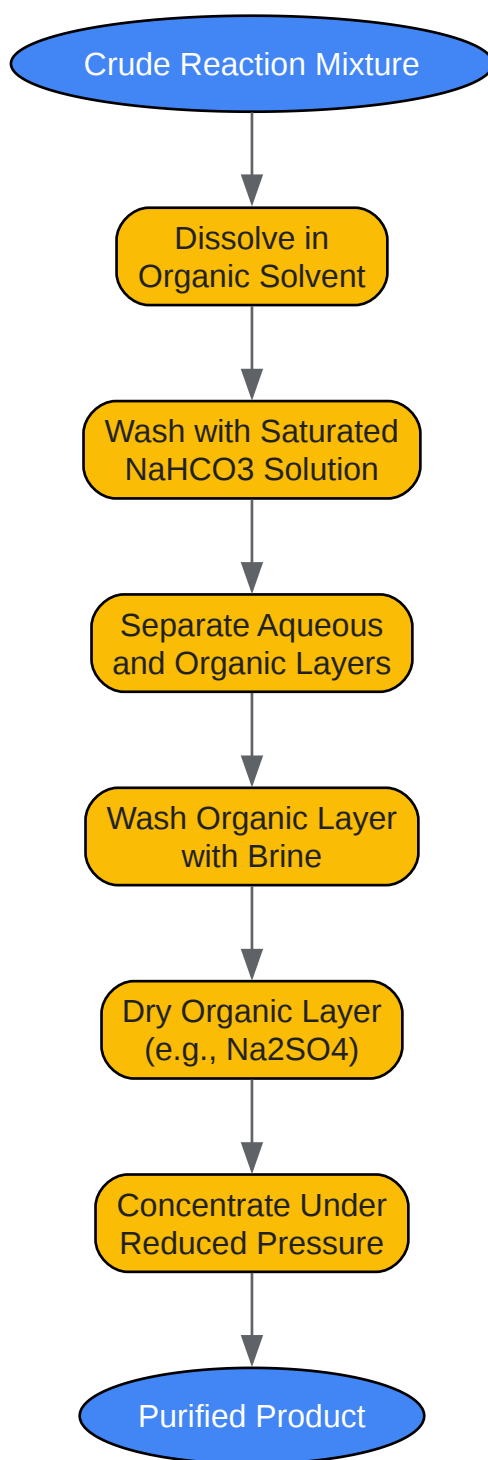 Crude Reaction Mixture
Dissolve in
Organic Solvent
Wash with Saturated
NaHCO3 Solution
Separate Aqueous
and Organic Layers
Wash Organic Layer
with Brine
Dry Organic Layer
(e.g., Na2SO4)
Concentrate Under
Reduced Pressure
Purified Product